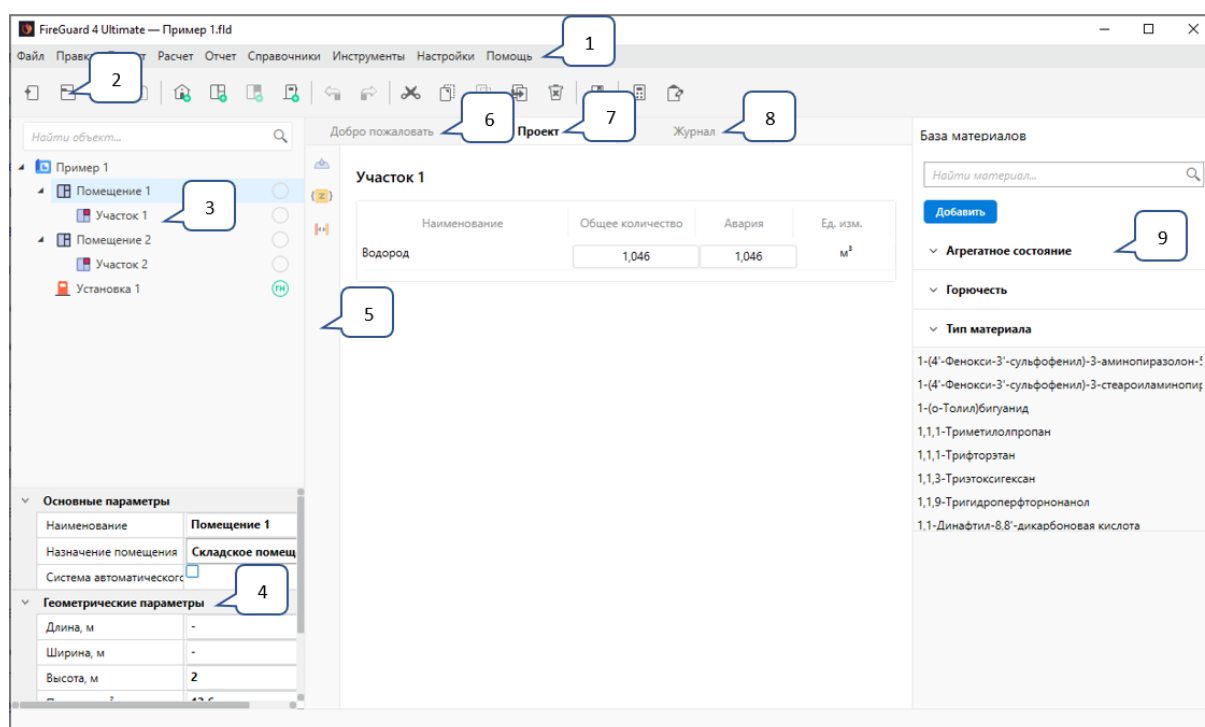 FireGuard 4 Ultimate — Пример 1.fld
Файл Правка Расчет Отчет Справочники Инструменты Настройки Помощь
1
2
Найти объект...
Добро пожаловать
6
Проект
7
Журнал
8
База материалов
Пример 1
Помещение 1
Участок 1
3
Помещение 2
Участок 2
Установка 1 ГН
{z}
5
Участок 1
Наименование Общее количество Авария Ед. изм.
Водород 1,046 1,046 м³
Найти материал...
Добавить
Агрегатное состояние
9
Горючесть
Тип материала
1-(4'-Фенокси-3'-сульфофенил)-3-аминопиразолон-5
1-(4'-Фенокси-3'-сульфофенил)-3-стеароиламинопир
1-(о-Толил)бигуанид
1,1,1-Триметилолпропан
1,1,1-Трифторэтан
1,1,3-Триэтоксигексан
1,1,9-Тригидроперфторнонанол
1,1-Динафтил-8,8'-дикарбоновая кислота
Основные параметры
Наименование Помещение 1
Назначение помещения Складское помещ
Система автоматическогс
Геометрические параметры
4
Длина, м -
Ширина, м -
Высота, м 2